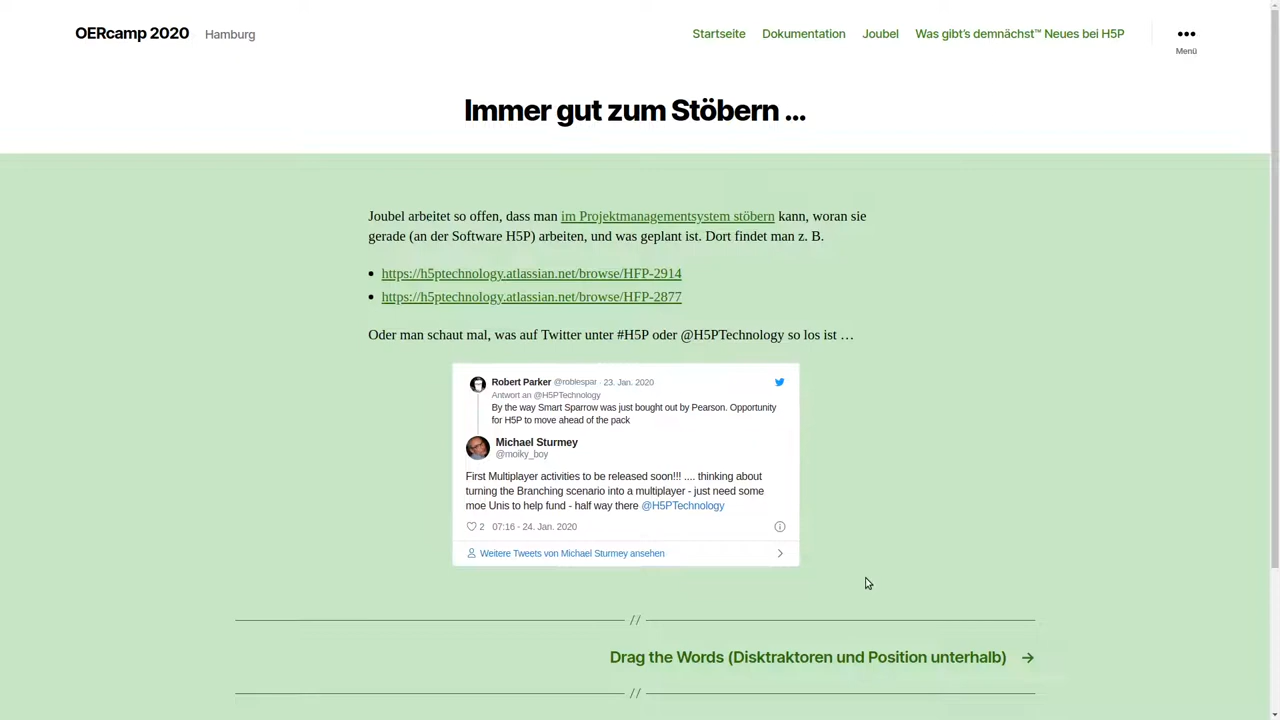 OERcamp 2020 Hamburg Startseite Dokumentation Joubel Was gibt's demnächst™ Neues bei H5P
Menü
Immer gut zum Stöbern ...
Joubel arbeitet so offen, dass man im Projektmanagementsystem stöbern kann, woran sie
gerade (an der Software H5P) arbeiten, und was geplant ist. Dort findet man z. B.
• https://h5ptechnology.atlassian.net/browse/HFP-2914
• https://h5ptechnology.atlassian.net/browse/HFP-2877
Oder man schaut mal, was auf Twitter unter #H5P oder @H5PTechnology so los ist …
Robert Parker @roblespar · 23. Jan. 2020
Antwort an @H5PTechnology
By the way Smart Sparrow was just bought out by Pearson. Opportunity
for H5P to move ahead of the pack
Michael Sturmey
@moiky_boy
First Multiplayer activities to be released soon!!! .... thinking about
turning the Branching scenario into a multiplayer - just need some
moe Unis to help fund - half way there @H5PTechnology
2 07:16 - 24. Jan. 2020
Weitere Tweets von Michael Sturmey ansehen
//
Drag the Words (Disktraktoren und Position unterhalb) →
//